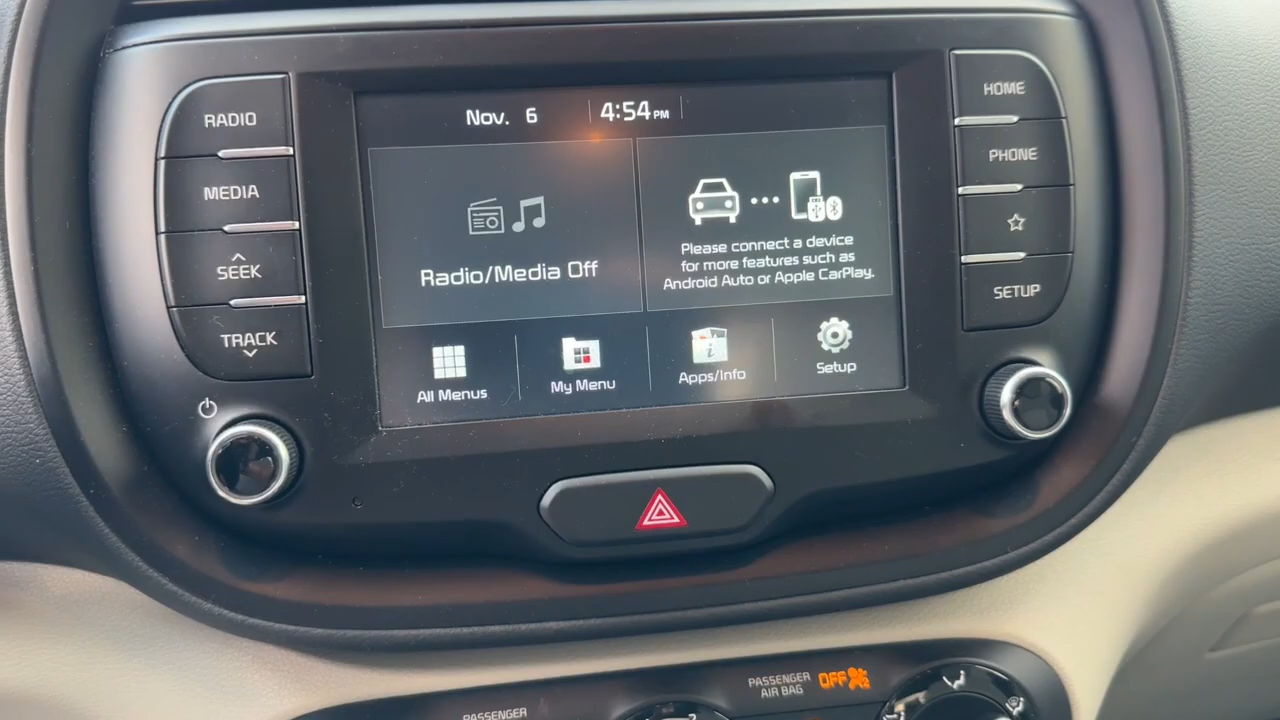 RADIO
MEDIA
SEEK
TRACK
Nov. 6
4:54 PM
Radio/Media Off
Please connect a device
for more features such as
Android Auto or Apple CarPlay.
All Menus
My Menu
Apps/Info
Setup
HOME
PHONE
SETUP
PASSENGER
AIR BAG
OFF
PASSENGER